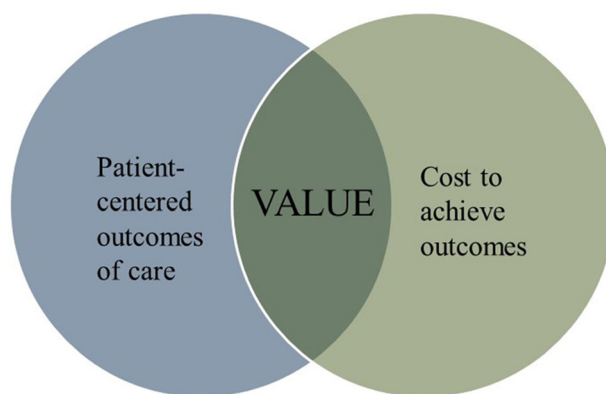 Patient-
centered
outcomes
of care
VALUE
Cost to
achieve
outcomes